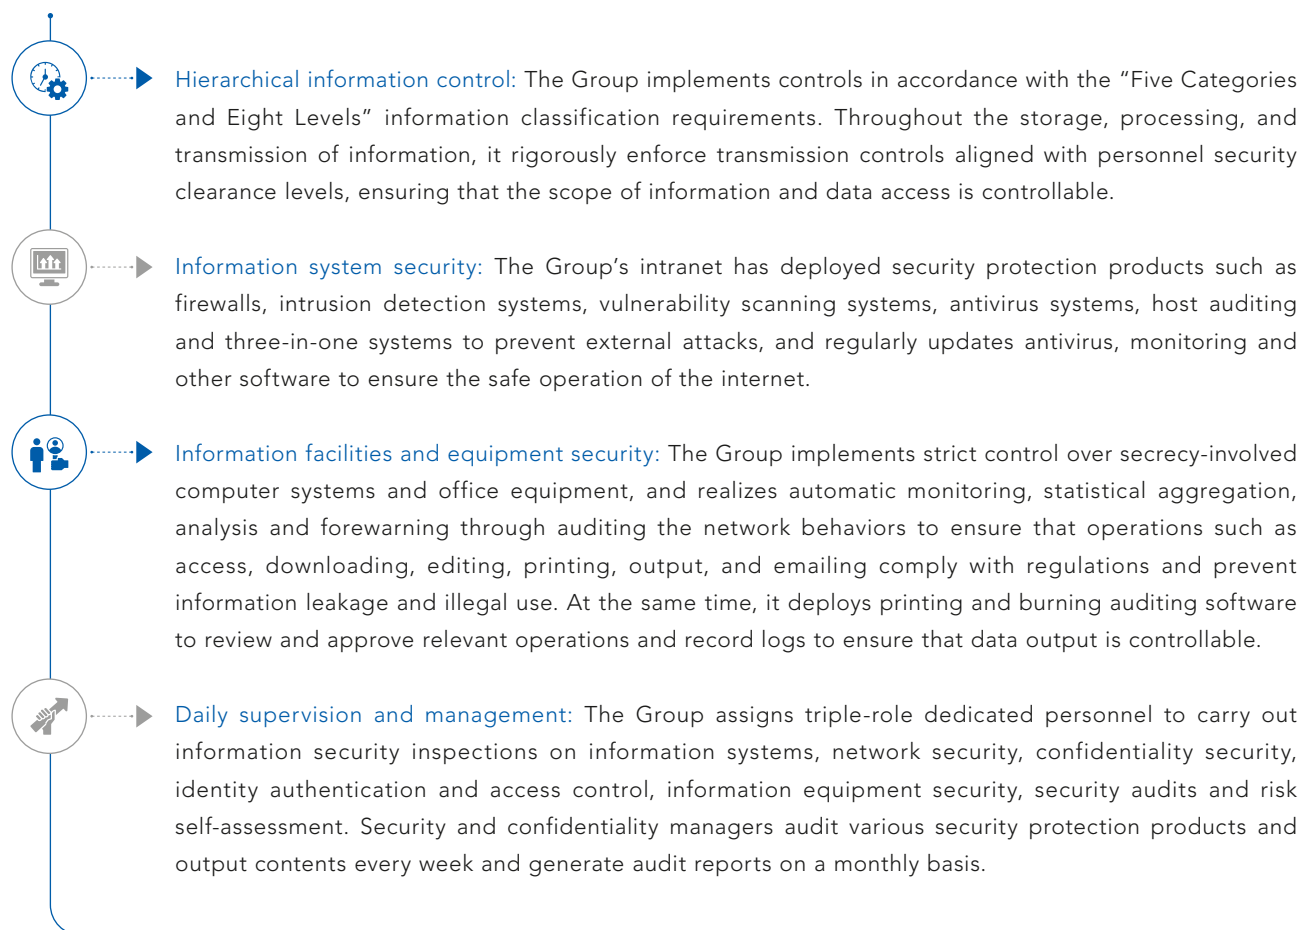 Hierarchical information control: The Group implements controls in accordance with the “Five Categories
and Eight Levels” information classification requirements. Throughout the storage, processing, and
transmission of information, it rigorously enforce transmission controls aligned with personnel security
clearance levels, ensuring that the scope of information and data access is controllable.
Information system security: The Group’s intranet has deployed security protection products such as
firewalls, intrusion detection systems, vulnerability scanning systems, antivirus systems, host auditing
and three-in-one systems to prevent external attacks, and regularly updates antivirus, monitoring and
other software to ensure the safe operation of the internet.
Information facilities and equipment security: The Group implements strict control over secrecy-involved
computer systems and office equipment, and realizes automatic monitoring, statistical aggregation,
analysis and forewarning through auditing the network behaviors to ensure that operations such as
access, downloading, editing, printing, output, and emailing comply with regulations and prevent
information leakage and illegal use. At the same time, it deploys printing and burning auditing software
to review and approve relevant operations and record logs to ensure that data output is controllable.
Daily supervision and management: The Group assigns triple-role dedicated personnel to carry out
information security inspections on information systems, network security, confidentiality security,
identity authentication and access control, information equipment security, security audits and risk
self-assessment. Security and confidentiality managers audit various security protection products and
output contents every week and generate audit reports on a monthly basis.